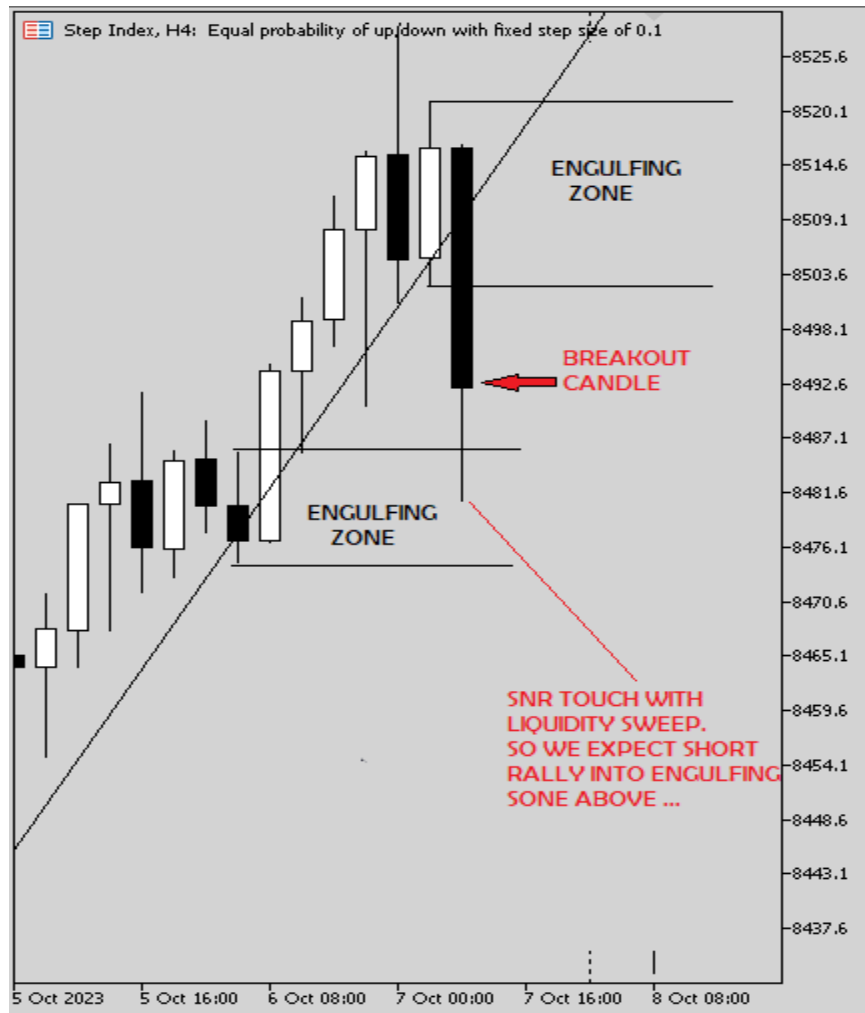 Step Index, H4: Equal probability of up/down with fixed step size of 0.1
8525.6
8520.1
ENGULFING
ZONE
8514.6
8509.1
8503.6
8498.1
BREAKOUT
CANDLE
8492.6
8487.1
8481.6
ENGULFING
ZONE
8476.1
8470.6
8465.1
SNR TOUCH WITH
LIQUIDITY SWEEP.
SO WE EXPECT SHORT
RALLY INTO ENGULFING
SONE ABOVE ...
8459.6
8454.1
8448.6
8443.1
8437.6
5 Oct 2023
5 Oct 16:00
6 Oct 08:00
7 Oct 00:00
7 Oct 16:00
8 Oct 08:00